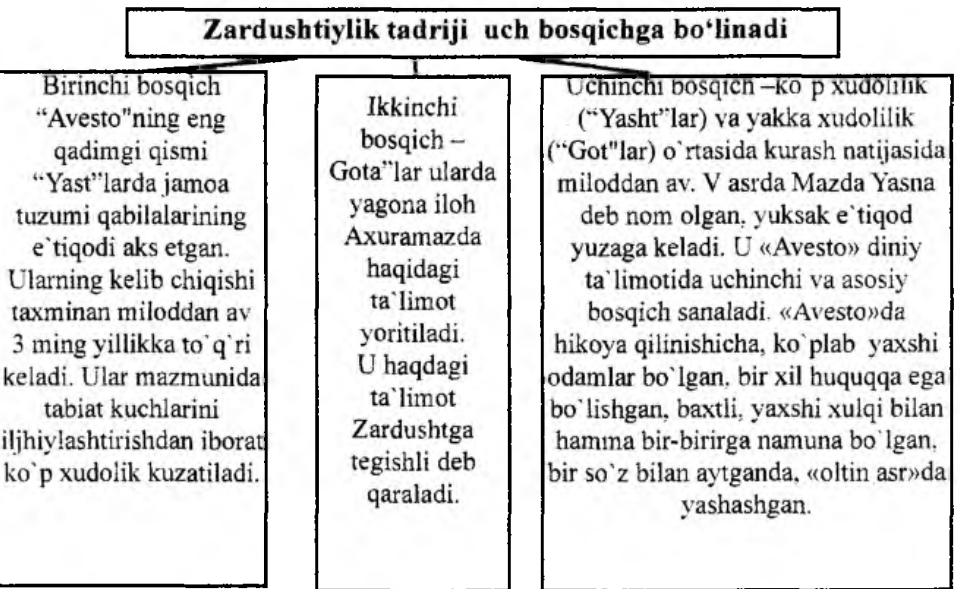 Zardushtiylik tadriji uch bosqichga bo‘linadi
Birinchi bosqich
“Avesto"ning eng
qadimgi qismi
“Yast”larda jamoa
tuzumi qabilalarining
e`tiqodi aks etgan.
Ularning kelib chiqishi
taxminan miloddan av
3 ming yillikka to`q`ri
keladi. Ular mazmunida
tabiat kuchlarini
iljhiylashtirishdan iborat
ko`p xudolik kuzatiladi.
Ikkinchi
bosqich –
Gota”lar ularda
yagona iloh
Axuramazda
haqidagi
ta`limot
yoritiladi.
U haqdagi
ta`limot
Zardushtga
tegishli deb
qaraladi.
Uchinchi bosqich –ko`p xudolilik
(“Yasht”lar) va yakka xudolilik
(“Got"lar) o`rtasida kurash natijasida
miloddan av. V asrda Mazda Yasna
deb nom olgan, yuksak e`tiqod
yuzaga keladi. U «Avesto» diniy
ta`limotida uchinchi va asosiy
bosqich sanaladi. «Avesto»da
hikoya qilinishicha, ko`plab yaxshi
odamlar bo`lgan, bir xil huquqqa ega
bo`lishgan, baxtli, yaxshi xulqi bilan
hamma bir-birirga namuna bo`lgan,
bir so`z bilan aytganda, «oltin asr»da
yashashgan.